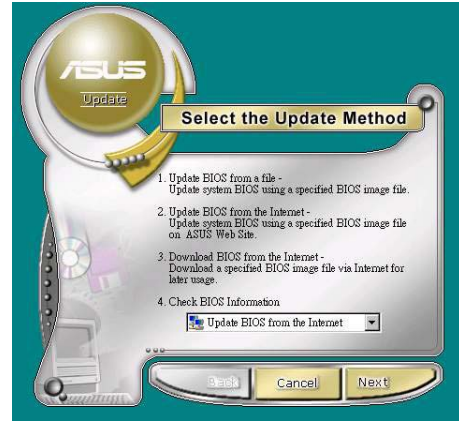 ASUS
Update
Select the Update Method
1. Update BIOS from a file -
Update system BIOS using a specified BIOS image file.
2. Update BIOS from the Internet -
Update system BIOS using a specified BIOS image file
on ASUS Web Site.
3. Download BIOS from the Internet -
Download a specified BIOS image file via Internet for
later usage.
4. Check BIOS Information
Update BIOS from the Internet
Back Cancel Next